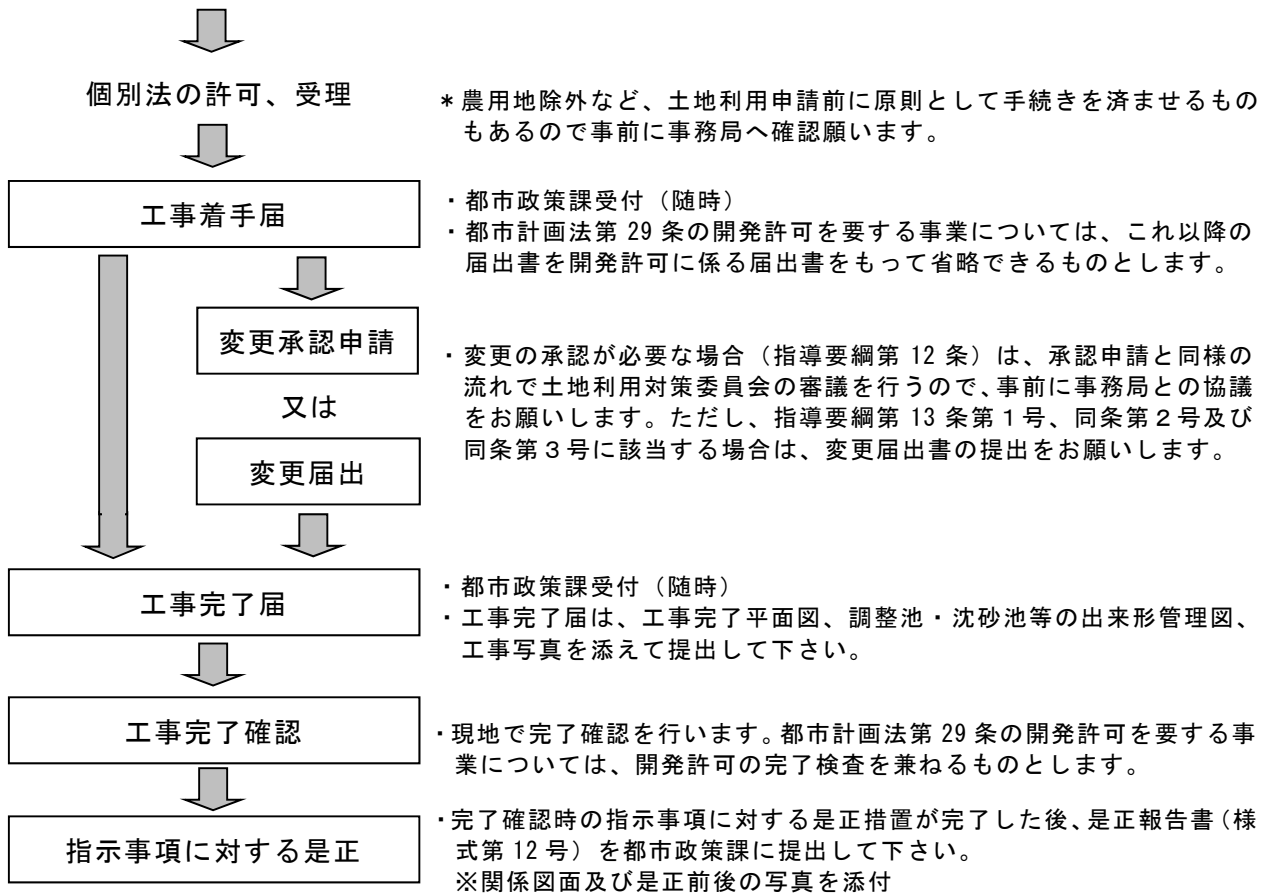 個別法の許可、受理
＊農用地除外など、土地利用申請前に原則として手続きを済ませるもの
もあるので事前に事務局へ確認願います。
工事着手届
・都市政策課受付（随時）
・都市計画法第 29 条の開発許可を要する事業については、これ以降の
届出書を開発許可に係る届出書をもって省略できるものとします。
変更承認申請
又は
変更届出
・変更の承認が必要な場合（指導要綱第 12 条）は、承認申請と同様の
流れで土地利用対策委員会の審議を行うので、事前に事務局との協議
をお願いします。ただし、指導要綱第 13 条第１号、同条第２号及び
同条第３号に該当する場合は、変更届出書の提出をお願いします。
工事完了届
・都市政策課受付（随時）
・工事完了届は、工事完了平面図、調整池・沈砂池等の出来形管理図、
工事写真を添えて提出して下さい。
工事完了確認
・現地で完了確認を行います。都市計画法第 29 条の開発許可を要する事
業については、開発許可の完了検査を兼ねるものとします。
指示事項に対する是正
・完了確認時の指示事項に対する是正措置が完了した後、是正報告書（様
式第 12 号）を都市政策課に提出して下さい。
※関係図面及び是正前後の写真を添付